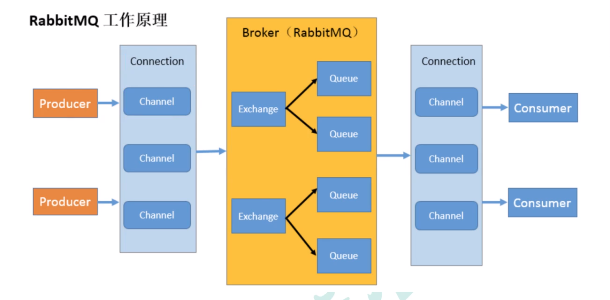 RabbitMQ 工作原理
Broker（RabbitMQ）
Connection
Channel
Channel
Channel
Producer
Producer
Exchange
Queue
Queue
Exchange
Queue
Queue
Connection
Channel
Channel
Channel
Consumer
Consumer